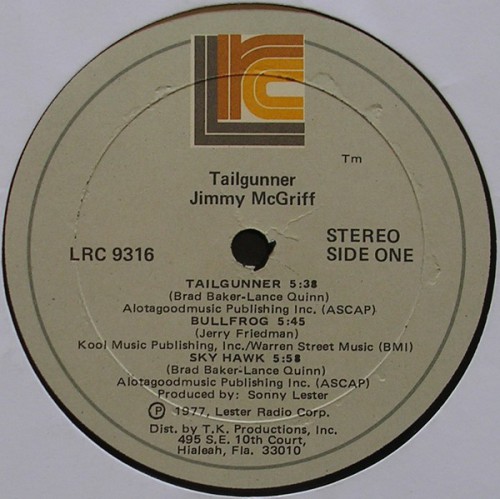 LRC
Tm
Tailgunner
Jimmy McGriff
LRC 9316
STEREO
SIDE ONE
TAILGUNNER 5:38
(Brad Baker-Lance Quinn)
Alotagoodmusic Publishing Inc. (ASCAP)
BULLFROG 5:45
(Jerry Friedman)
Kool Music Publishing, Inc./Warren Street Music (BMI)
SKY HAWK 5:58
(Brad Baker-Lance Quinn)
Alotagoodmusic Publishing Inc. (ASCAP)
Produced by: Sonny Lester
Ⓟ 1977, Lester Radio Corp.
Dist. by T.K. Productions, Inc.
495 S.E. 10th Court,
Hialeah, Fla. 33010